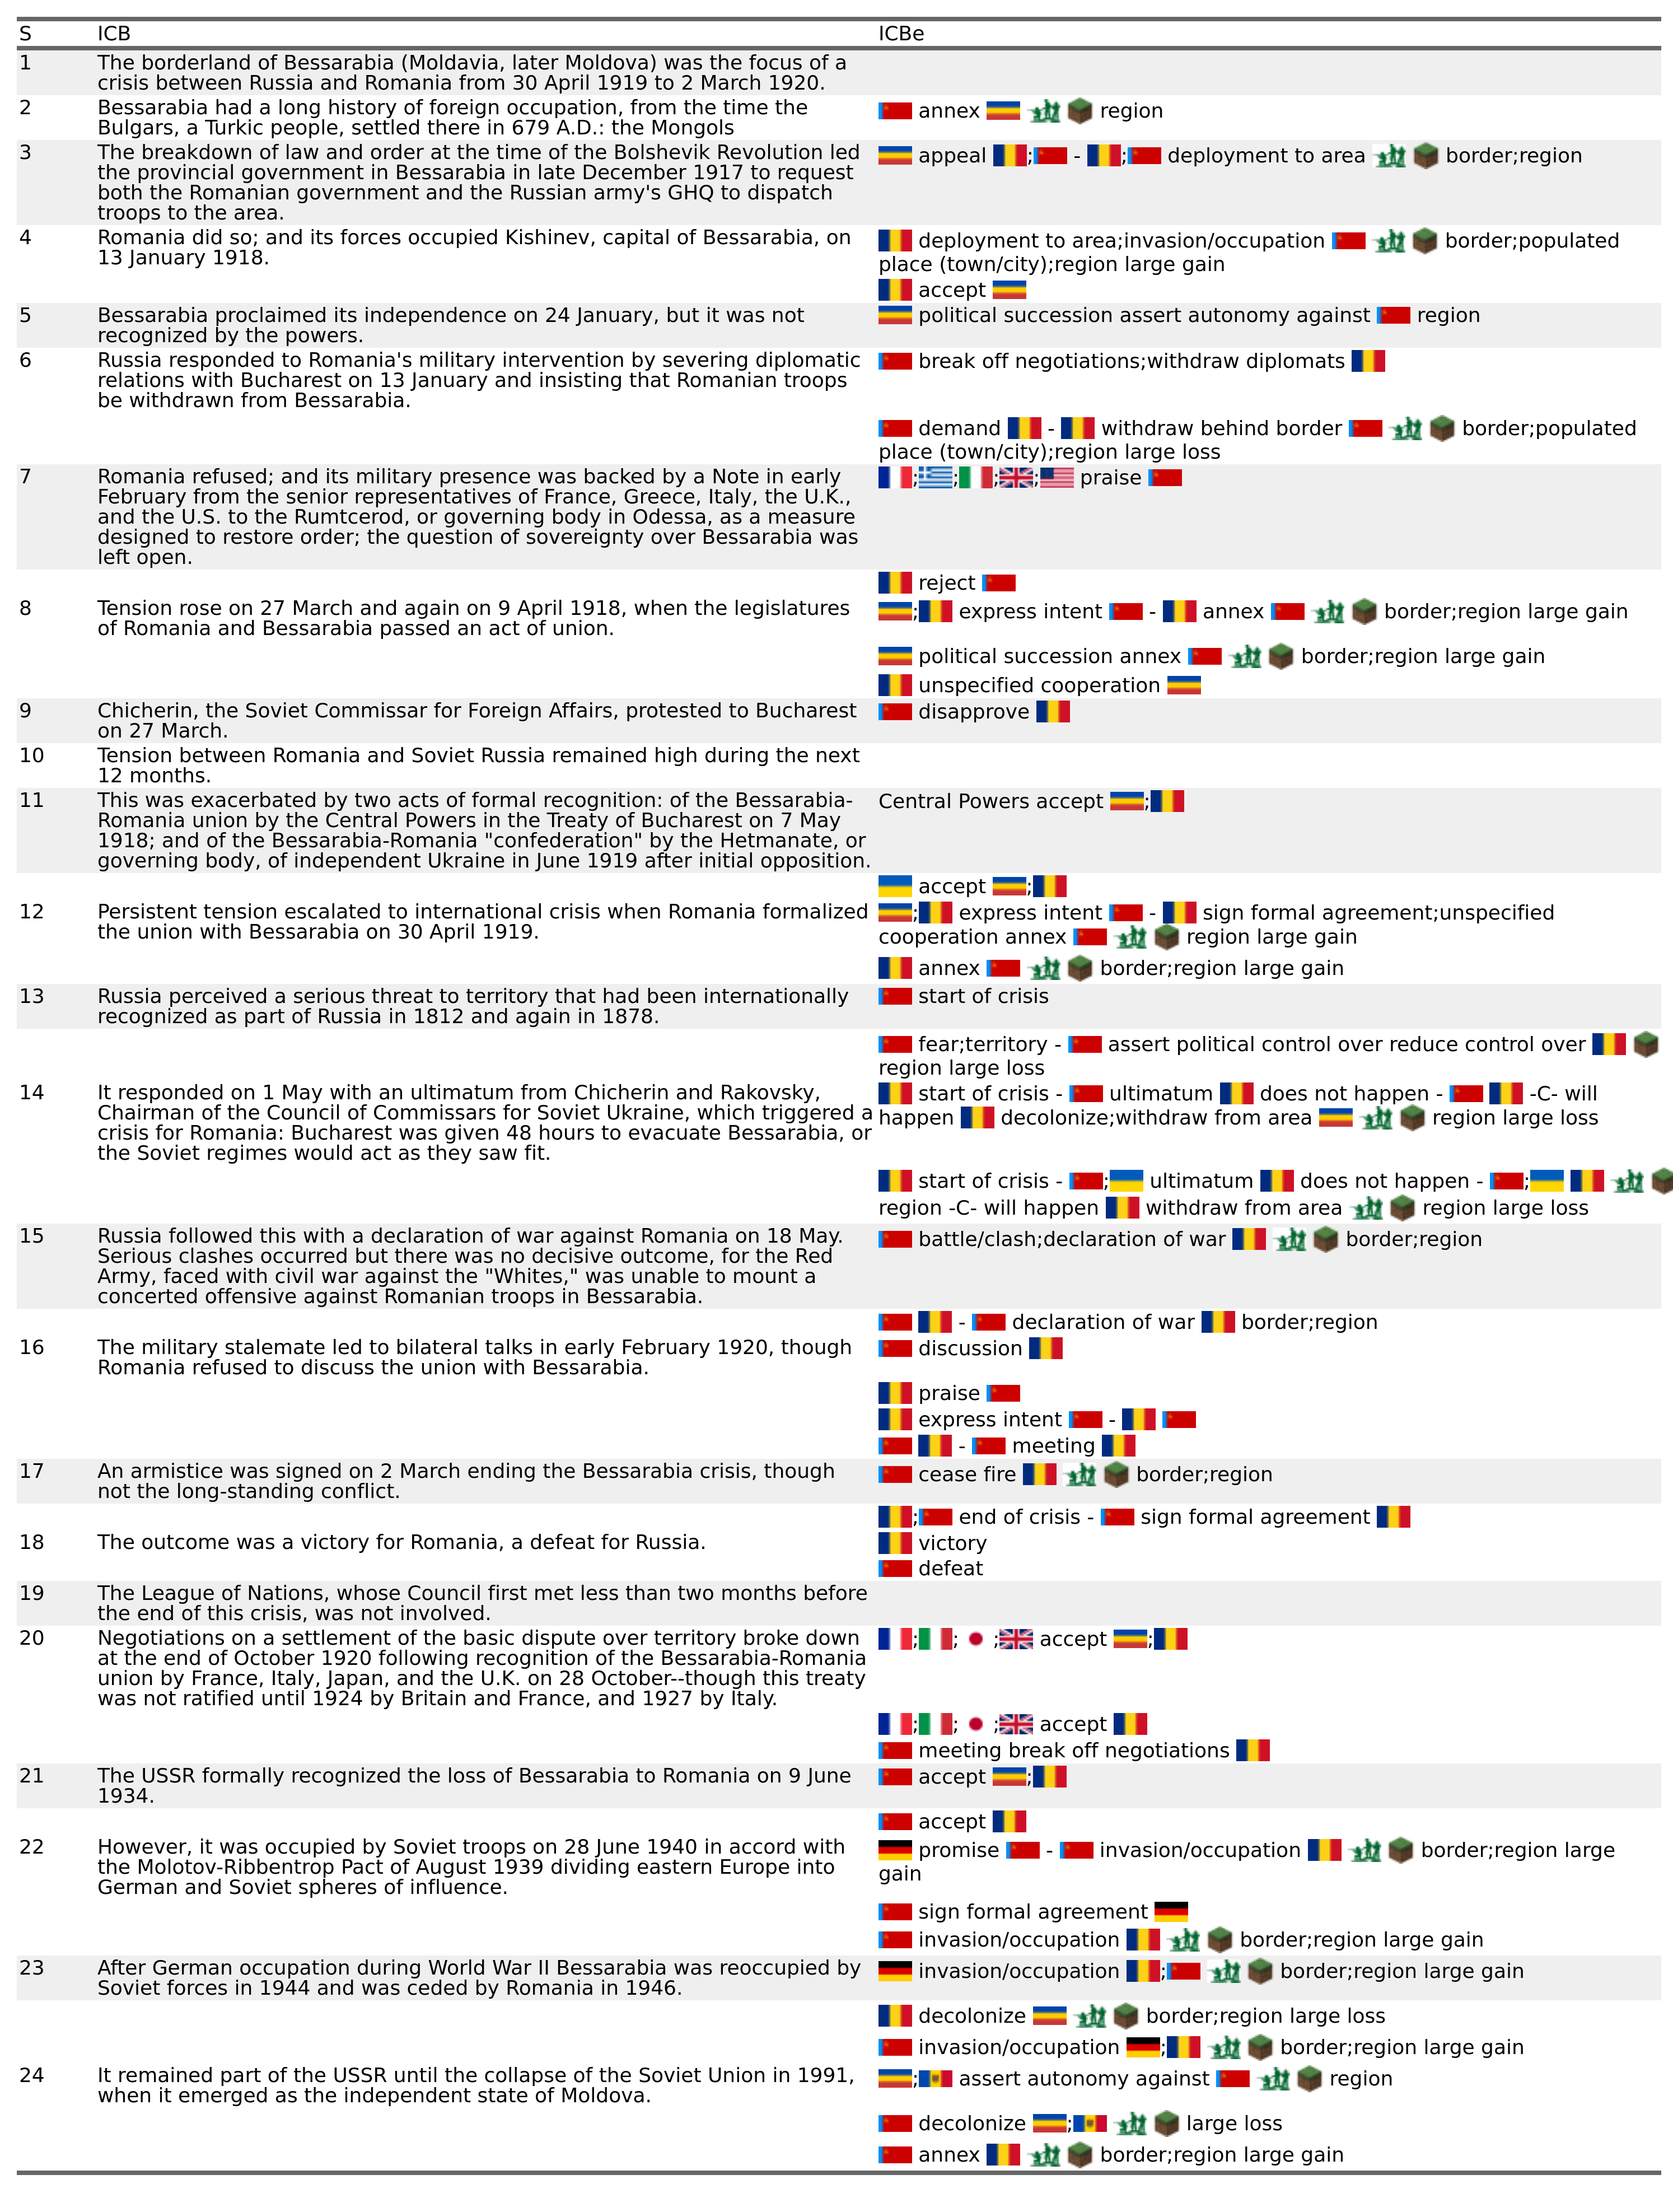 S ICB ICBe
1 The borderland of Bessarabia (Moldavia, later Moldova) was the focus of a
crisis between Russia and Romania from 30 April 1919 to 2 March 1920.
2 Bessarabia had a long history of foreign occupation, from the time the
Bulgars, a Turkic people, settled there in 679 A.D.: the Mongols
annex region
3 The breakdown of law and order at the time of the Bolshevik Revolution led
the provincial government in Bessarabia in late December 1917 to request
both the Romanian government and the Russian army's GHQ to dispatch
troops to the area.
appeal ; - ; deployment to area border;region
4 Romania did so; and its forces occupied Kishinev, capital of Bessarabia, on
13 January 1918.
deployment to area;invasion/occupation border;populated
place (town/city);region large gain
accept
5 Bessarabia proclaimed its independence on 24 January, but it was not
recognized by the powers.
political succession assert autonomy against region
6 Russia responded to Romania's military intervention by severing diplomatic
relations with Bucharest on 13 January and insisting that Romanian troops
be withdrawn from Bessarabia.
break off negotiations;withdraw diplomats
demand - withdraw behind border border;populated
place (town/city);region large loss
7 Romania refused; and its military presence was backed by a Note in early
February from the senior representatives of France, Greece, Italy, the U.K.,
and the U.S. to the Rumtcerod, or governing body in Odessa, as a measure
designed to restore order; the question of sovereignty over Bessarabia was
left open.
; ; ; ; praise
reject
8 Tension rose on 27 March and again on 9 April 1918, when the legislatures
of Romania and Bessarabia passed an act of union.
; express intent - annex border;region large gain
political succession annex border;region large gain
unspecified cooperation
9 Chicherin, the Soviet Commissar for Foreign Affairs, protested to Bucharest
on 27 March.
disapprove
10 Tension between Romania and Soviet Russia remained high during the next
12 months.
11 This was exacerbated by two acts of formal recognition: of the Bessarabia-
Romania union by the Central Powers in the Treaty of Bucharest on 7 May
1918; and of the Bessarabia-Romania "confederation" by the Hetmanate, or
governing body, of independent Ukraine in June 1919 after initial opposition.
Central Powers accept ;
accept ;
12 Persistent tension escalated to international crisis when Romania formalized
the union with Bessarabia on 30 April 1919.
; express intent - sign formal agreement;unspecified
cooperation annex region large gain
annex border;region large gain
13 Russia perceived a serious threat to territory that had been internationally
recognized as part of Russia in 1812 and again in 1878.
start of crisis
fear;territory - assert political control over reduce control over
region large loss
14 It responded on 1 May with an ultimatum from Chicherin and Rakovsky,
Chairman of the Council of Commissars for Soviet Ukraine, which triggered a
crisis for Romania: Bucharest was given 48 hours to evacuate Bessarabia, or
the Soviet regimes would act as they saw fit.
start of crisis - ultimatum does not happen - -C- will
happen decolonize;withdraw from area region large loss
start of crisis - ; ultimatum does not happen - ;
region -C- will happen withdraw from area region large loss
15 Russia followed this with a declaration of war against Romania on 18 May.
Serious clashes occurred but there was no decisive outcome, for the Red
Army, faced with civil war against the "Whites," was unable to mount a
concerted offensive against Romanian troops in Bessarabia.
battle/clash;declaration of war border;region
- declaration of war border;region
16 The military stalemate led to bilateral talks in early February 1920, though
Romania refused to discuss the union with Bessarabia.
discussion
praise
express intent -
- meeting
17 An armistice was signed on 2 March ending the Bessarabia crisis, though
not the long-standing conflict.
cease fire border;region
; end of crisis - sign formal agreement
18 The outcome was a victory for Romania, a defeat for Russia.
victory
defeat
19 The League of Nations, whose Council first met less than two months before
the end of this crisis, was not involved.
20 Negotiations on a settlement of the basic dispute over territory broke down
at the end of October 1920 following recognition of the Bessarabia-Romania
union by France, Italy, Japan, and the U.K. on 28 October--though this treaty
was not ratified until 1924 by Britain and France, and 1927 by Italy.
; ; ; accept ;
; ; ; accept
meeting break off negotiations
21 The USSR formally recognized the loss of Bessarabia to Romania on 9 June
1934.
accept ;
accept
22 However, it was occupied by Soviet troops on 28 June 1940 in accord with
the Molotov-Ribbentrop Pact of August 1939 dividing eastern Europe into
German and Soviet spheres of influence.
promise - invasion/occupation border;region large
gain
sign formal agreement
invasion/occupation border;region large gain
23 After German occupation during World War II Bessarabia was reoccupied by
Soviet forces in 1944 and was ceded by Romania in 1946.
invasion/occupation ; border;region large gain
decolonize border;region large loss
invasion/occupation ; border;region large gain
24 It remained part of the USSR until the collapse of the Soviet Union in 1991,
when it emerged as the independent state of Moldova.
; assert autonomy against region
decolonize ; large loss
annex border;region large gain